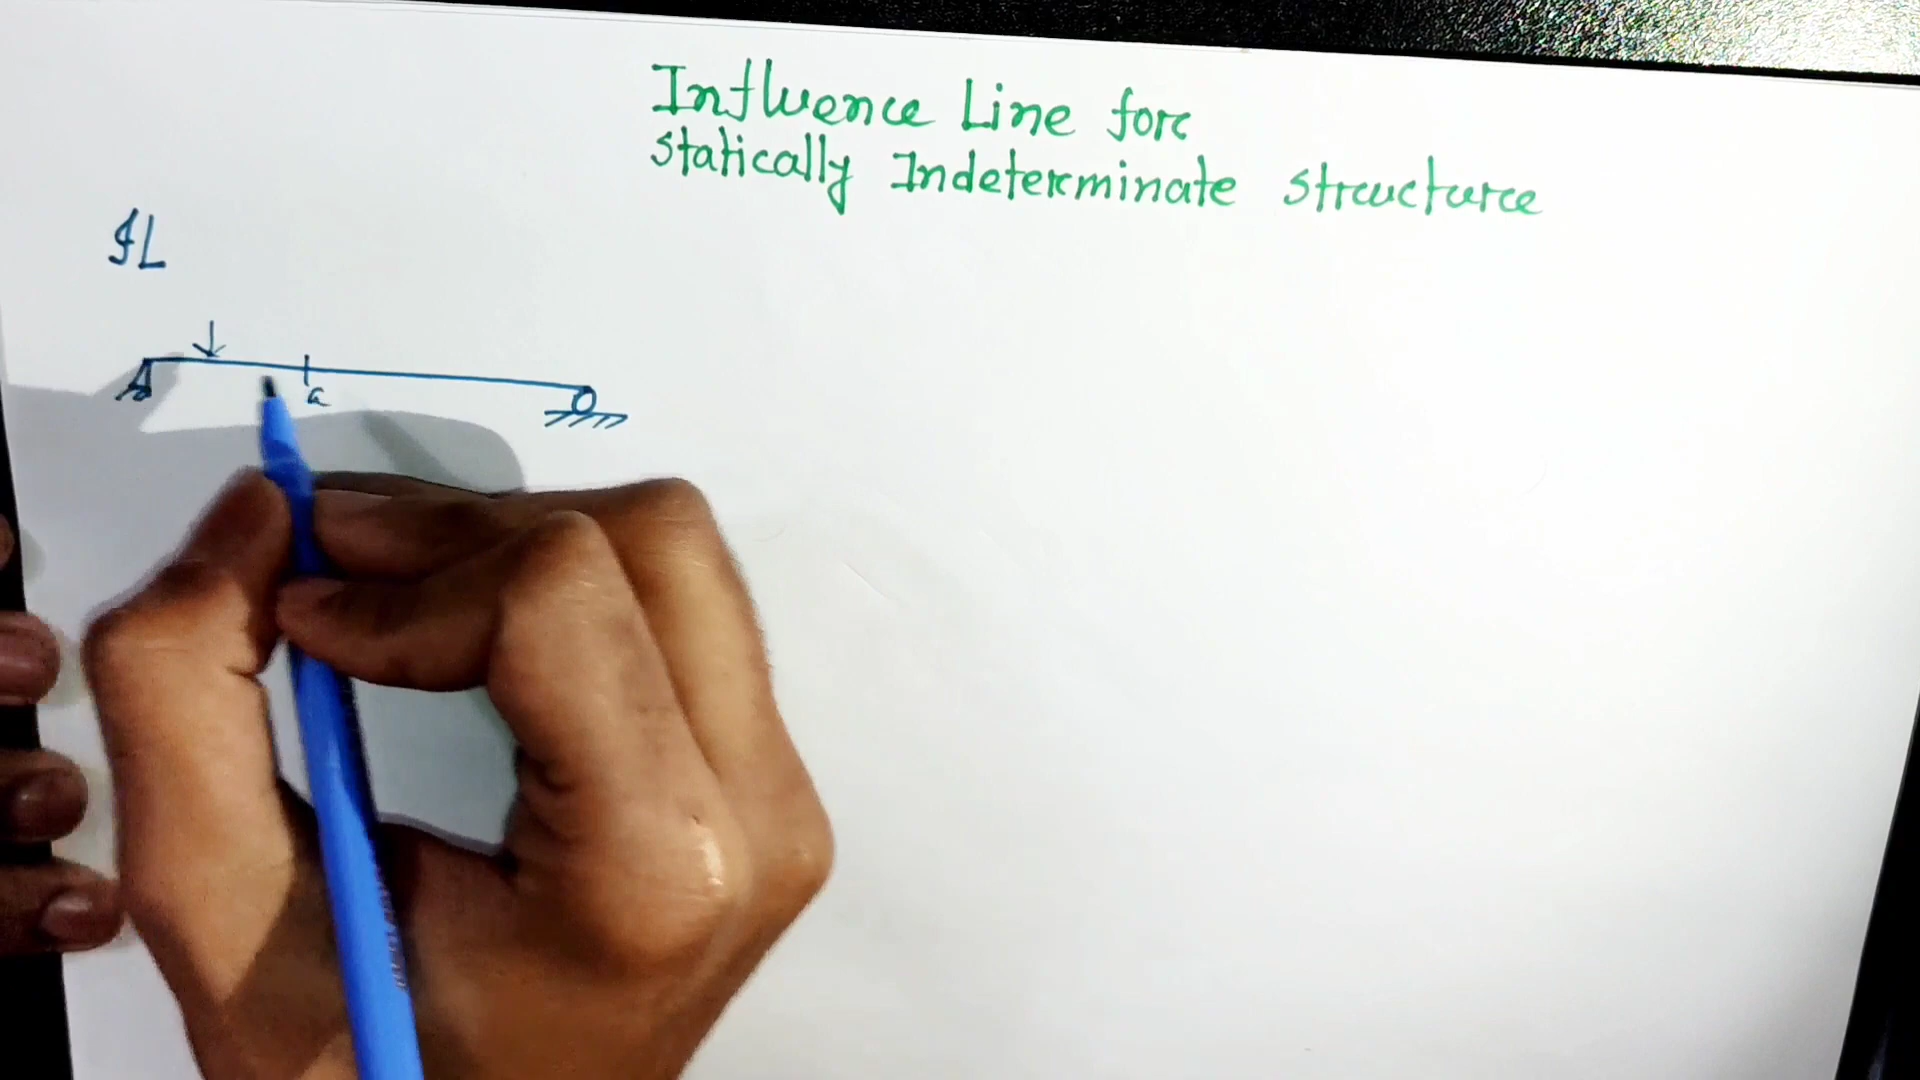 Influence Line for
Statically Indeterminate Structure
IL
a